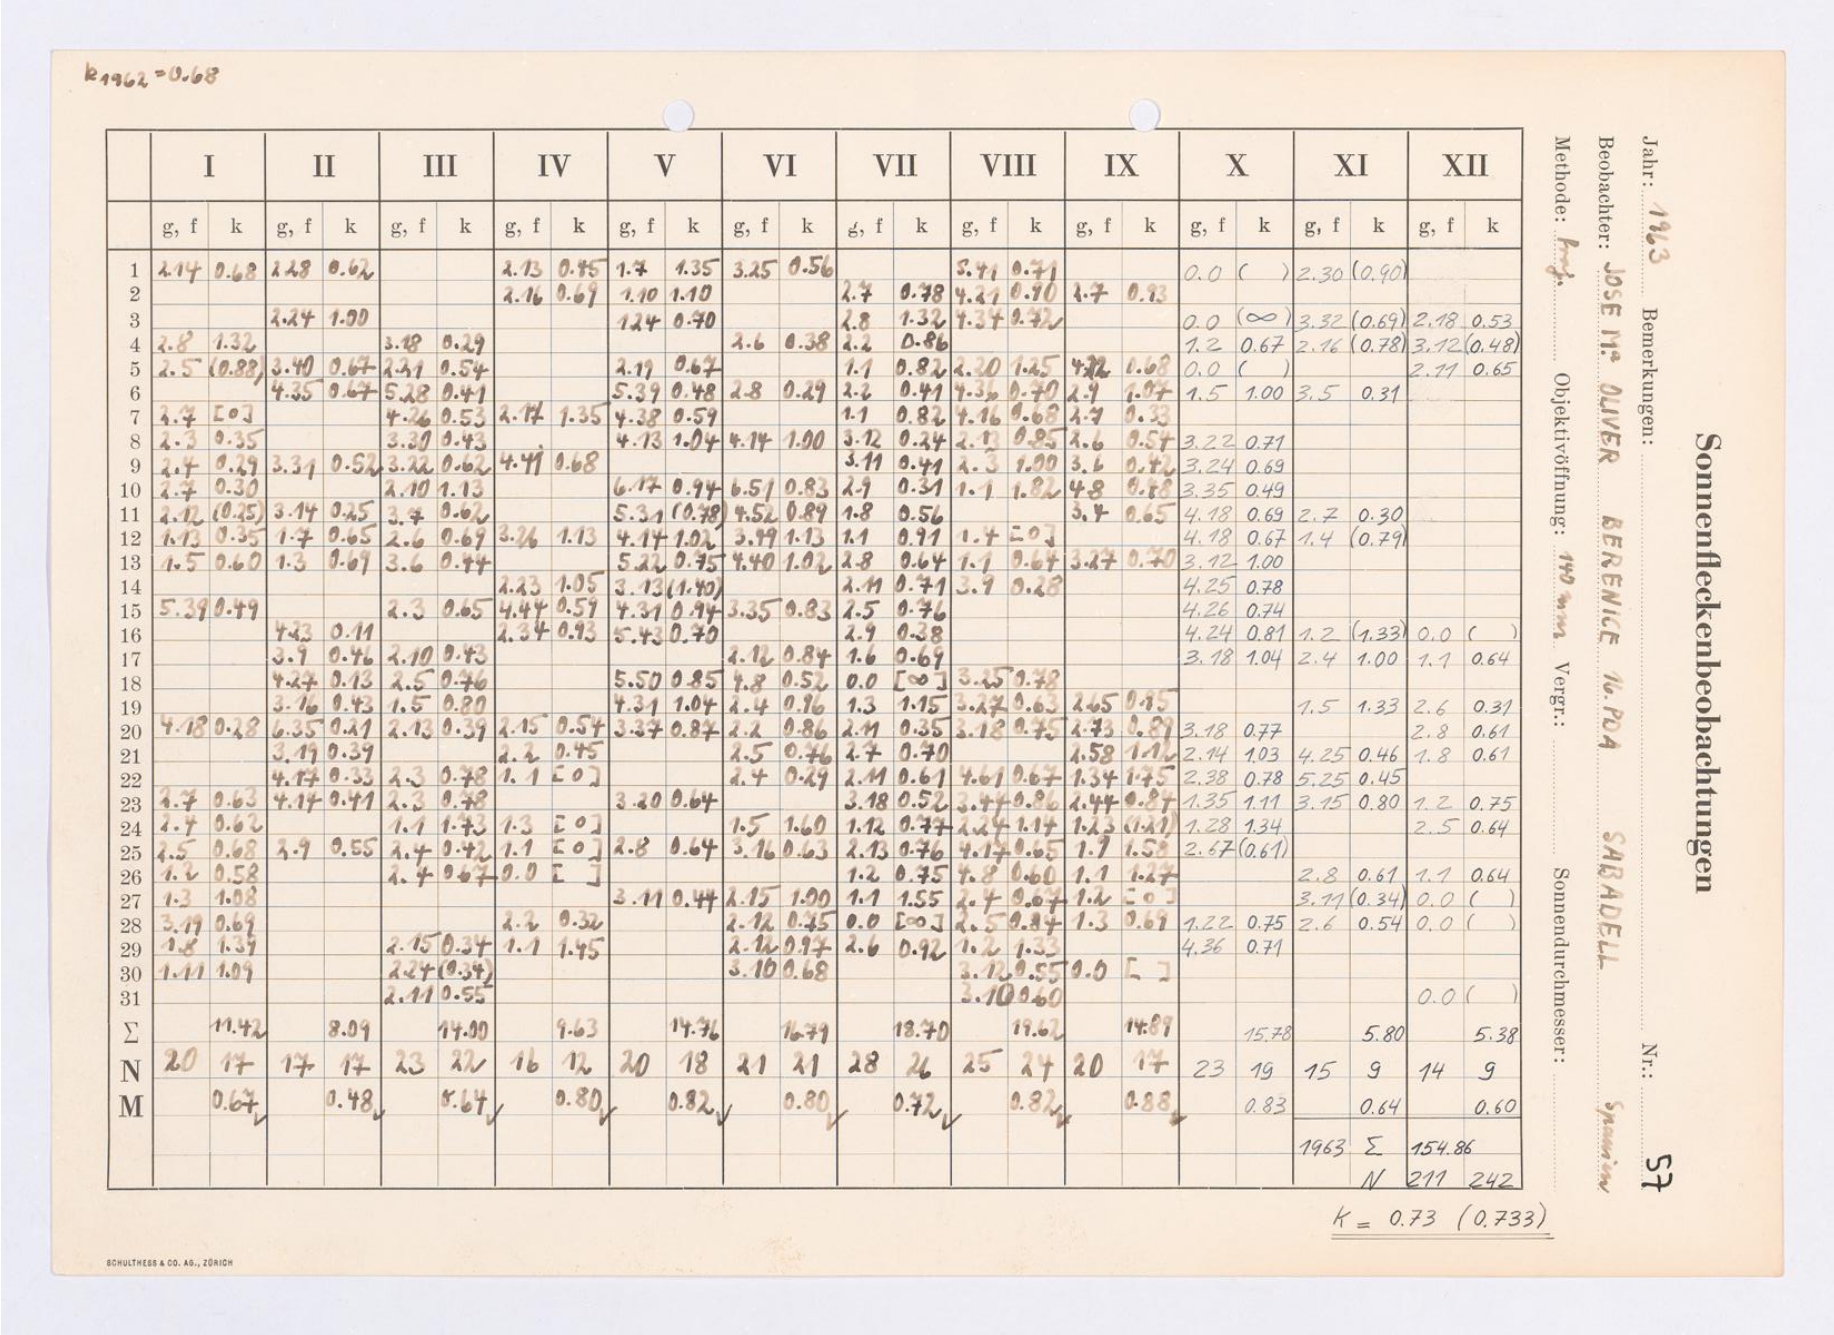 k1962=0.68
I II III IV V VI VII VIII IX X XI XII
g, f k g, f k g, f k g, f k g, f k g, f k g, f k g, f k g, f k g, f k g, f k g, f k
1 2.14 0.68 2.28 0.62 2.13 0.45 1.7 1.35 3.25 0.56 5.41 0.71 0.0 ( ) 2.30 (0.90)
2 2.16 0.69 1.10 1.10 2.7 0.78 4.21 0.90 2.7 0.93
3 2.24 1.00 1.24 0.70 2.8 1.32 4.34 0.72 0.0 (∞) 3.32 (0.69) 2.18 0.53
4 2.8 1.32 3.18 0.29 2.6 0.38 2.2 0.86 1.2 0.67 2.16 (0.78) 3.12 (0.48)
5 2.5 (0.88) 3.40 0.67 2.21 0.54 2.19 0.67 1.1 0.82 2.20 1.25 0.68 0.0 ( ) 2.11 0.65
6 4.35 0.67 5.28 0.41 5.39 0.48 2.8 0.29 2.2 0.41 4.36 0.70 2.9 1.07 1.5 1.00 3.5 0.31
7 2.7 [0] 4.26 0.53 2.17 1.35 4.38 0.59 1.1 0.82 4.16 0.68 2.7 0.33
8 2.3 0.35 3.30 0.43 4.13 1.04 4.14 1.00 3.12 0.24 2.13 0.85 2.6 0.54 3.22 0.71
9 2.4 0.29 3.31 0.52 3.22 0.62 4.41 0.68 3.11 0.41 2.3 1.00 3.6 0.42 3.24 0.69
10 2.7 0.30 2.10 1.13 6.17 0.94 6.51 0.83 2.9 0.31 1.1 1.82 4.8 3.35 0.49
11 2.12 (0.25) 3.14 0.25 3.7 0.62 5.31 (0.78) 4.52 0.89 1.8 0.56 3.4 0.65 4.18 0.69 2.7 0.30
12 1.13 0.35 1.7 0.65 2.6 0.69 3.26 1.13 4.14 1.02 3.49 1.13 1.1 0.91 1.4 [0] 4.18 0.67 1.4 (0.79)
13 1.5 0.60 1.3 0.69 3.6 0.44 5.22 0.75 4.40 1.02 2.8 0.64 1.1 0.64 3.27 0.70 3.12 1.00
14 2.23 1.05 3.13 (1.40) 2.11 0.71 3.9 0.28 4.25 0.78
15 5.39 0.49 2.3 0.65 4.44 0.59 4.31 0.94 3.35 0.83 2.5 0.76 4.26 0.74
16 4.23 0.11 2.34 0.93 5.43 0.70 2.9 0.38 4.24 0.81 1.2 (1.33) 0.0 ( )
17 3.9 0.46 2.10 0.43 2.12 0.84 1.6 0.69 3.18 1.04 2.4 1.00 1.1 0.64
18 4.27 0.13 2.5 0.76 5.50 0.85 4.8 0.52 0.0 [∞] 3.25 0.78
19 3.16 0.43 1.5 0.80 4.31 1.04 2.4 0.96 1.3 1.15 3.27 0.63 2.65 0.95 1.5 1.33 2.6 0.31
20 4.18 0.28 6.35 0.21 2.13 0.39 2.15 0.54 3.37 0.87 2.2 0.86 2.11 0.35 3.18 0.75 2.73 0.89 3.18 0.77 2.8 0.61
21 3.19 0.39 2.2 0.45 2.5 0.76 2.7 0.70 2.58 1.12 2.14 1.03 4.25 0.46 1.8 0.61
22 4.17 0.33 2.3 0.78 1.1 [0] 2.4 0.29 2.11 0.61 4.61 0.67 1.34 1.75 2.38 0.78 5.25 0.45
23 2.7 0.63 4.14 0.41 2.3 0.78 3.20 0.64 3.18 0.52 3.44 0.86 2.44 0.84 1.35 1.11 3.15 0.80 1.2 0.75
24 2.4 0.62 1.1 1.73 1.3 [0] 1.5 1.60 1.12 0.77 2.24 1.14 1.23 (1.21) 1.28 1.34 2.5 0.64
25 2.5 0.68 2.9 0.55 2.4 0.42 1.1 [0] 2.8 0.64 3.16 0.63 2.13 0.76 4.17 0.65 1.9 1.58 2.67 (0.61)
26 1.2 0.58 2.4 0.67 0.0 [ ] 1.2 0.75 4.8 0.60 1.1 1.27 2.8 0.61 1.1 0.64
27 1.3 1.08 3.11 0.44 2.15 1.00 1.1 1.55 2.4 0.67 1.2 [0] 3.11 (0.34) 0.0 ( )
28 3.19 0.69 2.2 0.32 2.12 0.75 0.0 [∞] 2.5 0.84 1.3 0.69 1.22 0.75 2.6 0.54 0.0 ( )
29 1.8 1.39 2.15 0.34 1.1 1.45 2.12 0.97 2.6 0.92 1.2 1.33 4.36 0.71
30 1.11 1.09 2.24 (0.34) 3.10 0.68 3.12 0.55 0.0 [ ]
31 2.11 0.55 3.10 0.60 0.0 ( )
Σ 11.42 8.09 14.00 9.63 14.76 16.79 18.70 19.62 14.89 15.78 5.80 5.38
N 20 17 17 17 23 22 16 12 20 18 21 21 28 26 25 24 20 17 23 19 15 9 14 9
M 0.67 0.48 0.64 0.80 0.82 0.80 0.72 0.82 0.88 0.83 0.64 0.60
1963 Σ 154.86
N 211 242
K = 0.73 (0.733)
SCHULTHESS & CO. AG., ZÜRICH
Sonnenfleckenbeobachtungen
Jahr: 1963 Bemerkungen: Nr.: 57
Beobachter: JOSE Mª OLIVER BERENICE 16. PDA SABADELL Spanien
Methode: Proj. Objektivöffnung: 140 mm Vergr.: Sonnendurchmesser: